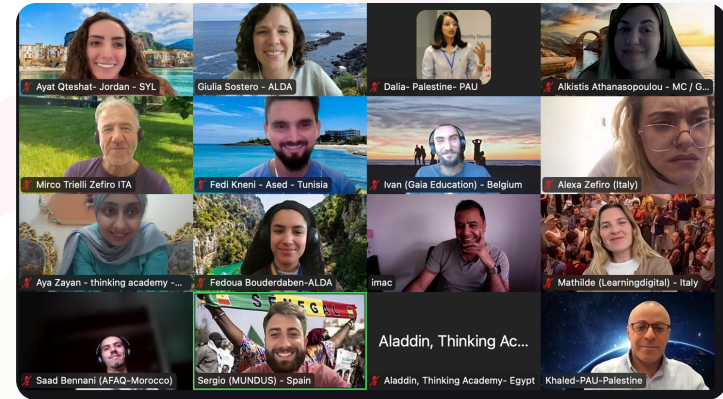 Ayat Qteshat- Jordan - SYL
Giulia Sostero - ALDA
Dalia- Palestine- PAU
Alkistis Athanasopoulou - MC / G...
Mirco Trielli Zefiro ITA
Fedi Kneni - Ased - Tunisia
Ivan (Gaia Education) - Belgium
Alexa Zefiro (Italy)
Aya Zayan - thinking academy -...
Fedoua Bouderdaben-ALDA
imac
Mathilde (Learningdigital) - Italy
SENEGAL
Aladdin, Thinking Ac...
Saad Bennani (AFAQ-Morocco)
Sergio (MUNDUS) - Spain
Aladdin, Thinking Academy- Egypt
Khaled-PAU-Palestine